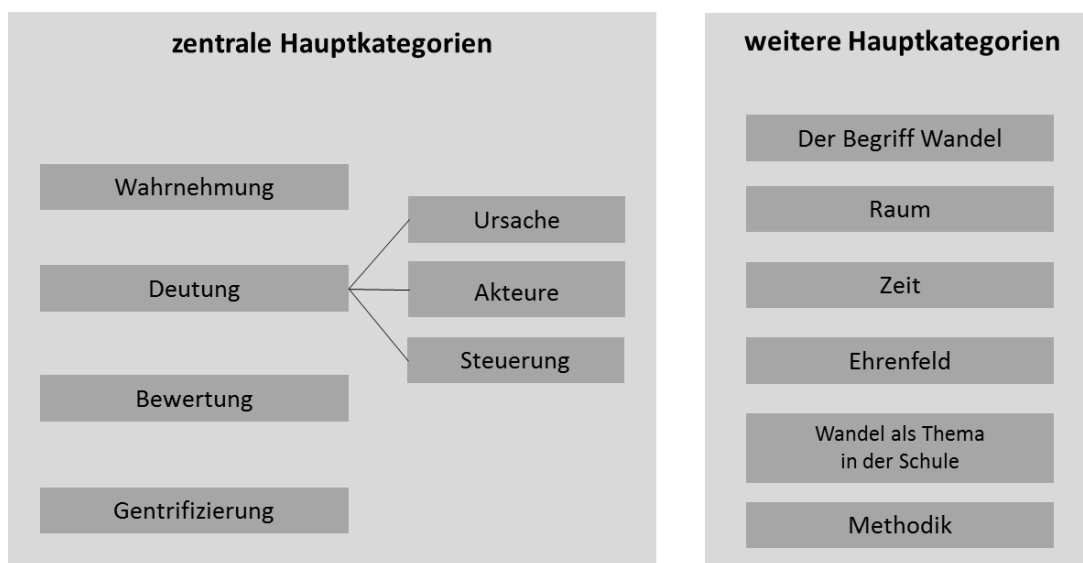 zentrale Hauptkategorien
Wahrnehmung
Deutung
Bewertung
Gentrifizierung
Ursache
Akteure
Steuerung
weitere Hauptkategorien
Der Begriff Wandel
Raum
Zeit
Ehrenfeld
Wandel als Thema
in der Schule
Methodik